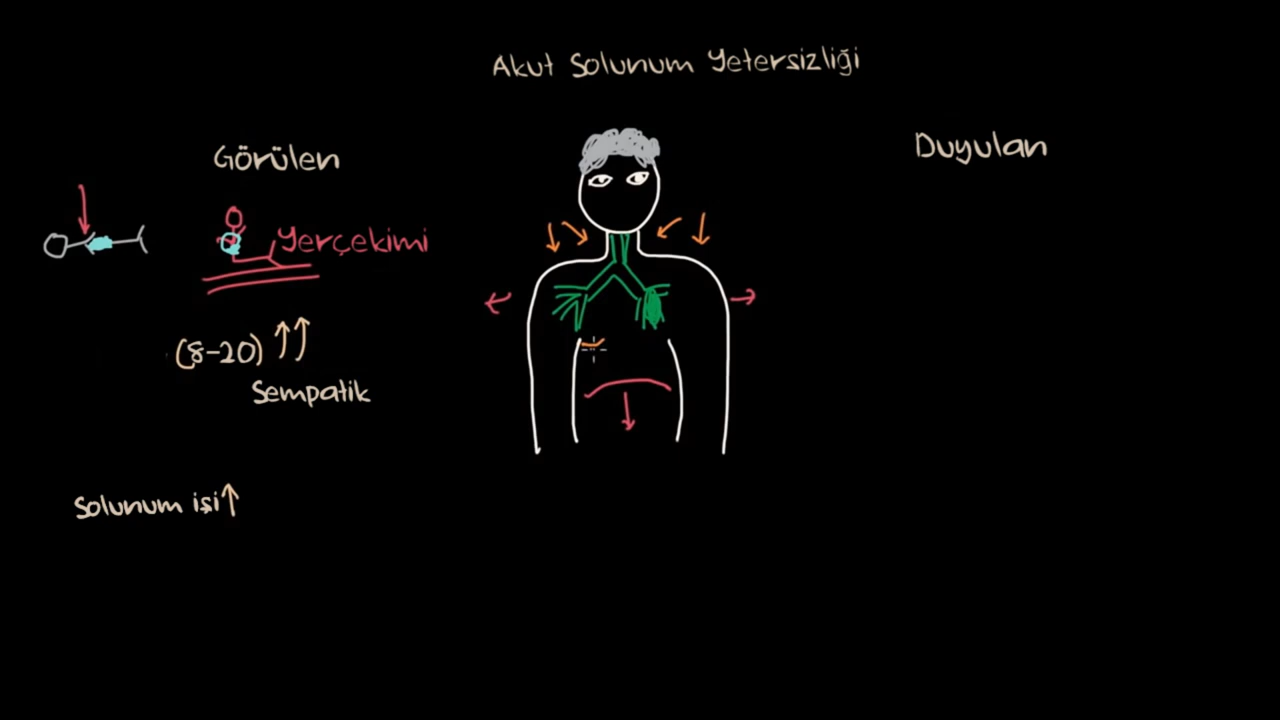 Akut Solunum Yetersizliği
Görülen
Duyulan
Yerçekimi
(8-20) ↑↑
Sempatik
Solunum işi ↑